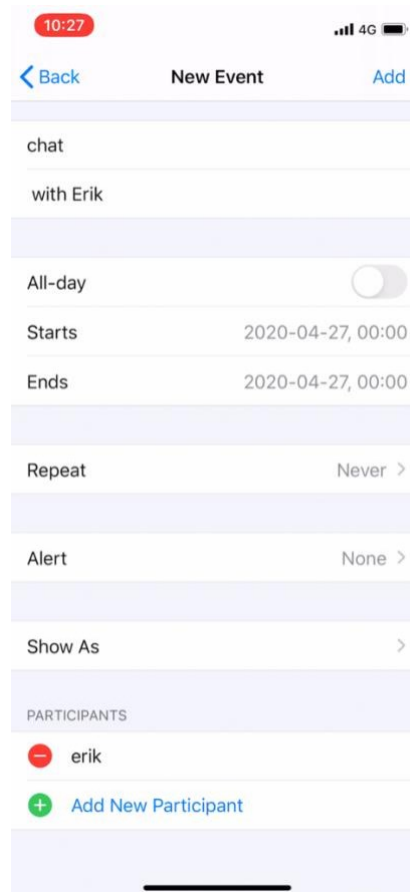 10:27
4G
Back New Event Add
chat
with Erik
All-day
Starts 2020-04-27, 00:00
Ends 2020-04-27, 00:00
Repeat Never
Alert None
Show As
PARTICIPANTS
erik
Add New Participant